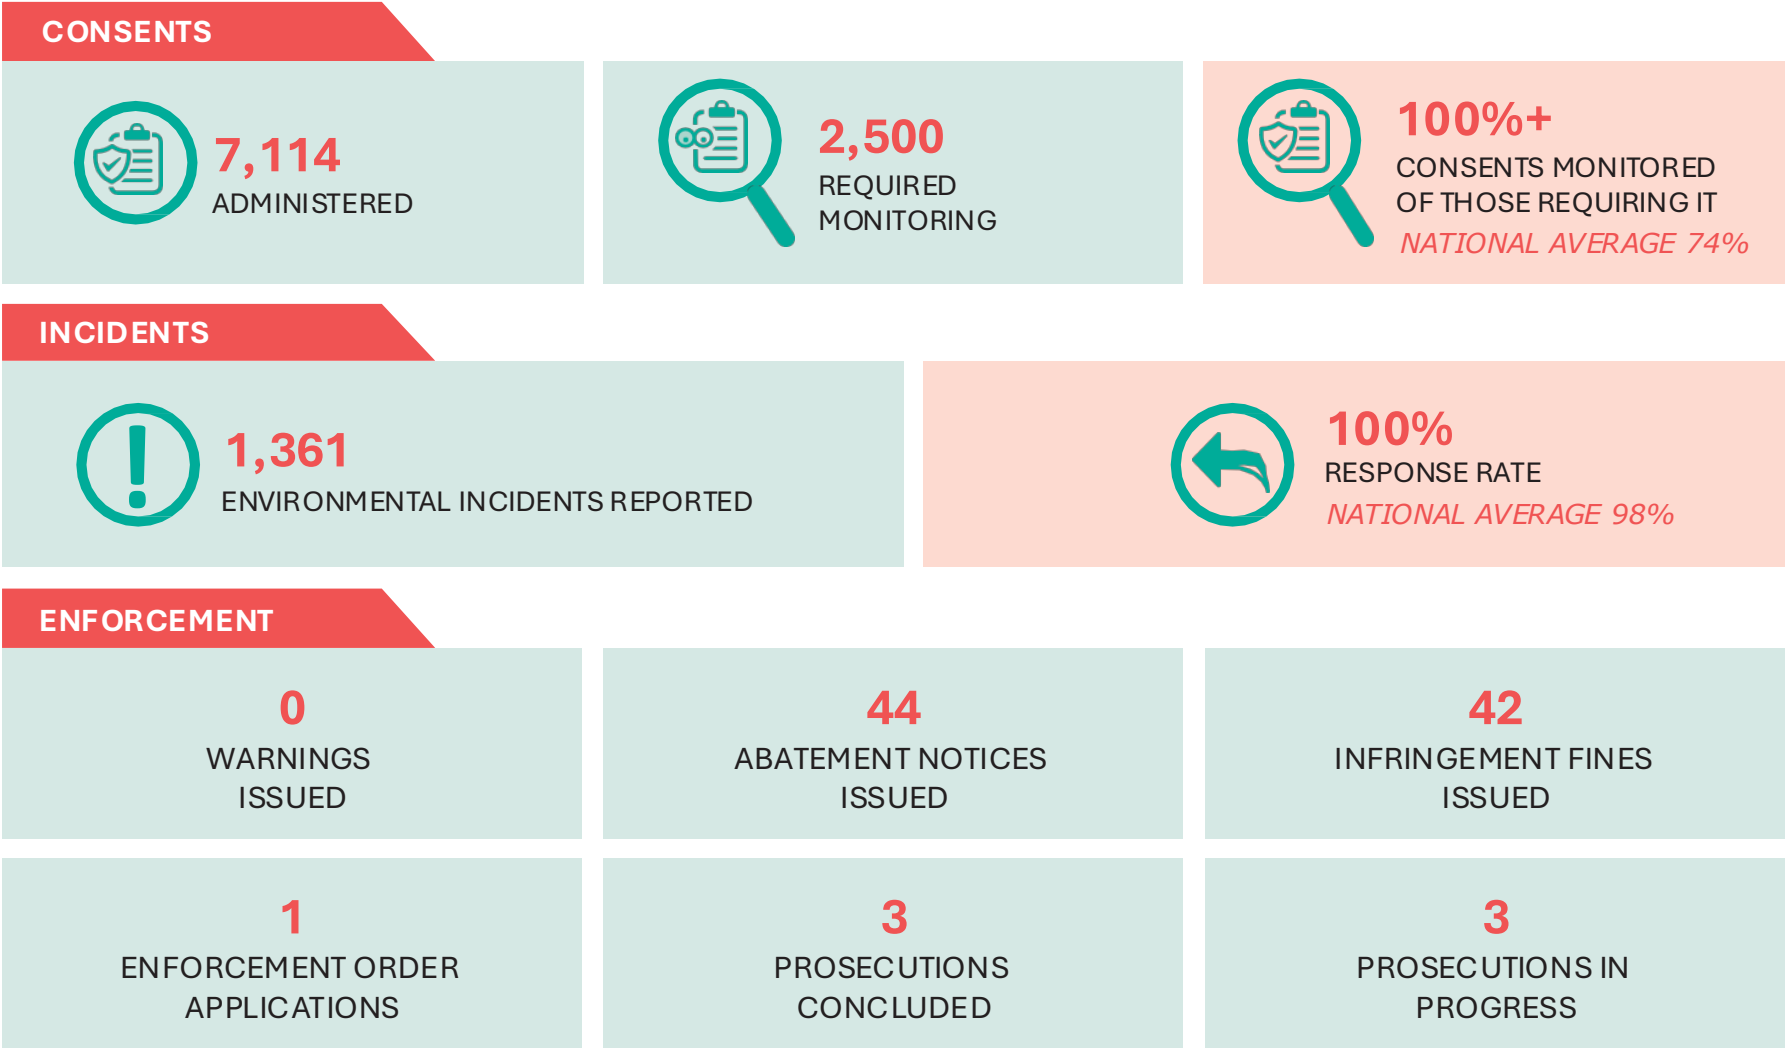 CONSENTS
7,114
ADMINISTERED
2,500
REQUIRED
MONITORING
100%+
CONSENTS MONITORED
OF THOSE REQUIRING IT
NATIONAL AVERAGE 74%
INCIDENTS
1,361
ENVIRONMENTAL INCIDENTS REPORTED
100%
RESPONSE RATE
NATIONAL AVERAGE 98%
ENFORCEMENT
0
WARNINGS
ISSUED
44
ABATEMENT NOTICES
ISSUED
42
INFRINGEMENT FINES
ISSUED
1
ENFORCEMENT ORDER
APPLICATIONS
3
PROSECUTIONS
CONCLUDED
3
PROSECUTIONS IN
PROGRESS